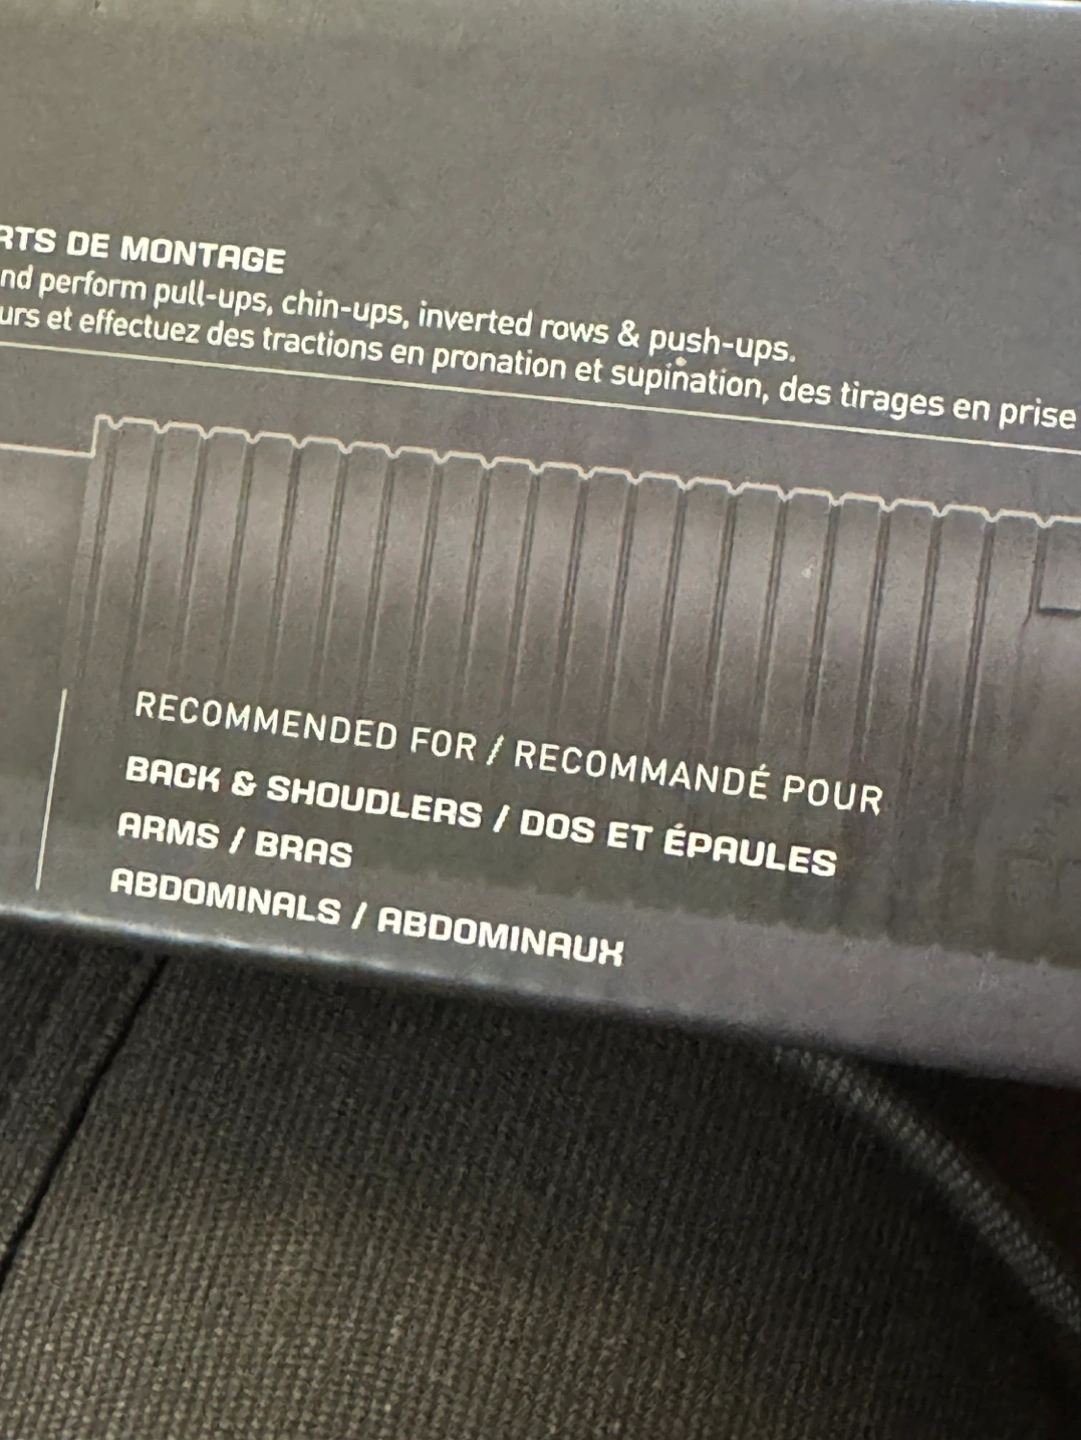 RTS DE MONTAGE
nd perform pull-ups, chin-ups, inverted rows & push-ups.
urs et effectuez des tractions en pronation et supination, des tirages en prise
RECOMMENDED FOR / RECOMMANDÉ POUR
BACK & SHOUDLERS / DOS ET ÉPAULES
ARMS / BRAS
ABDOMINALS / ABDOMINAUX